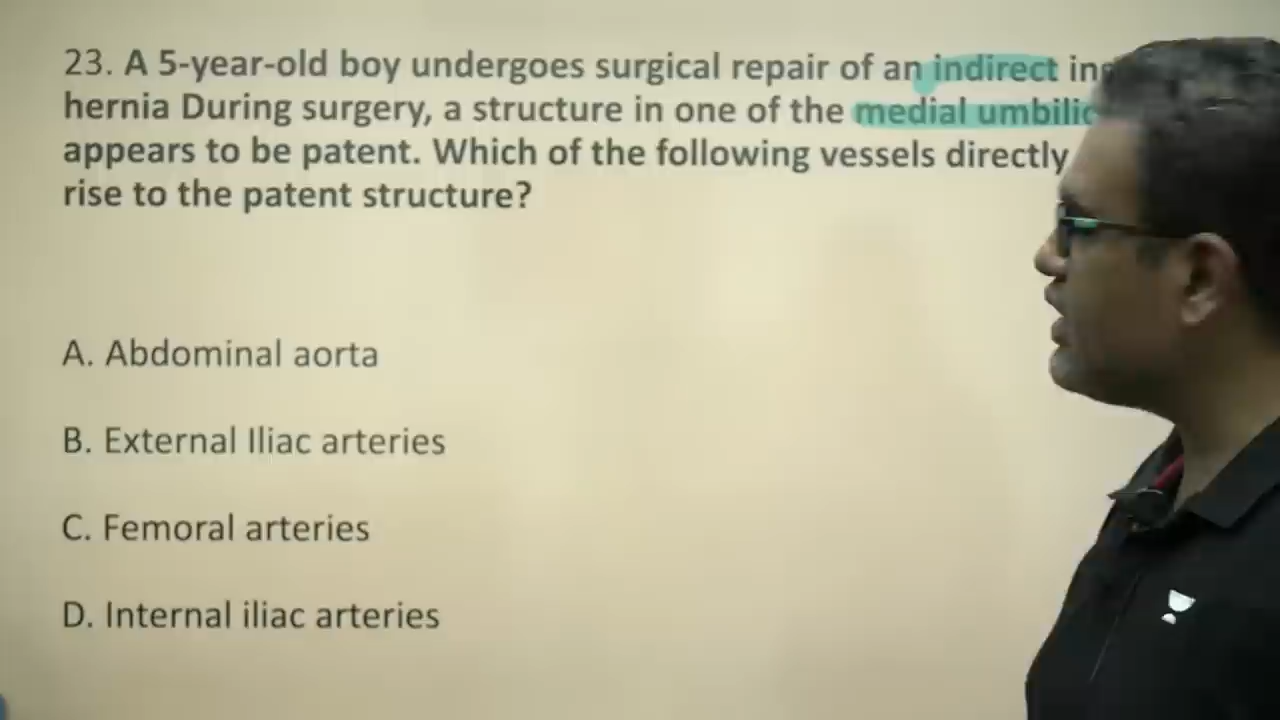 23. A 5-year-old boy undergoes surgical repair of an indirect
hernia During surgery, a structure in one of the medial
appears to be patent. Which of the following vessels directly
rise to the patent structure?
A. Abdominal aorta
B. External Iliac arteries
C. Femoral arteries
D. Internal iliac arteries